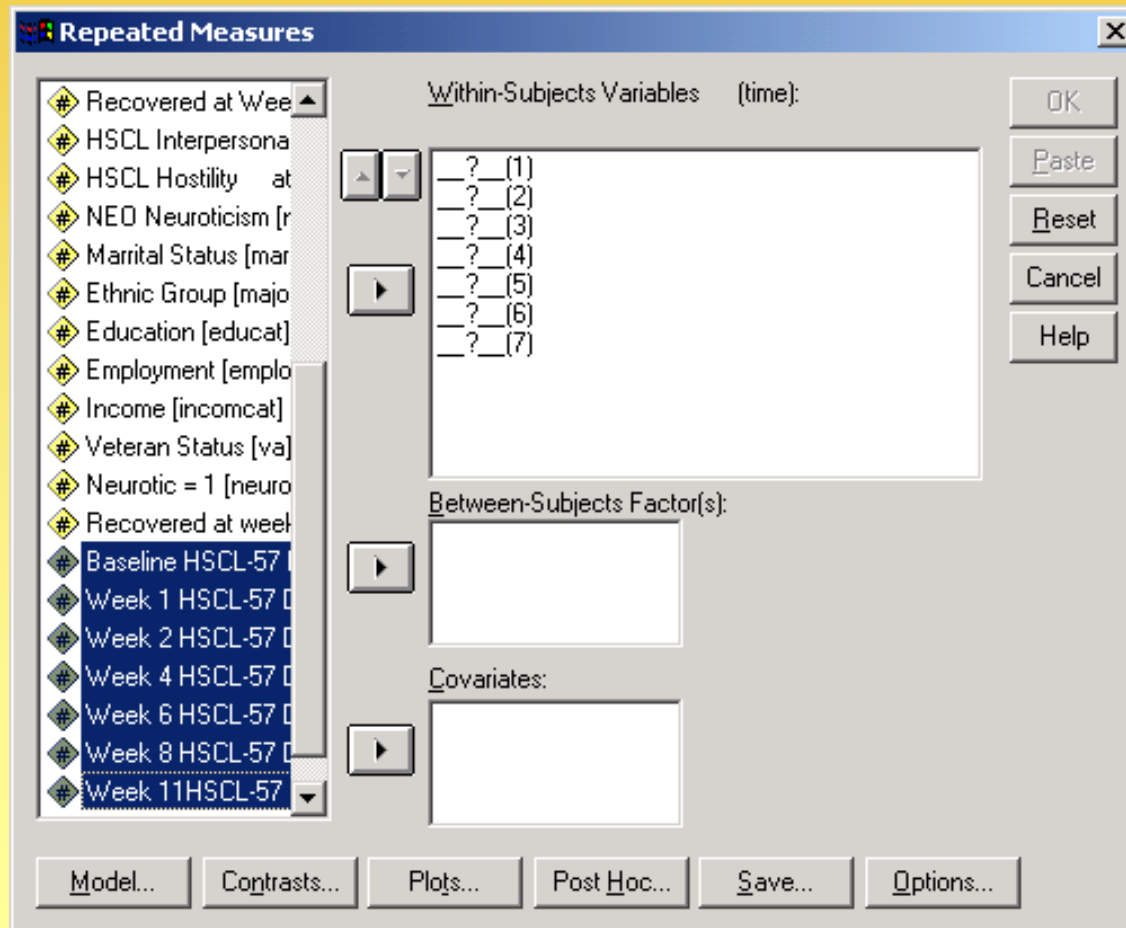 Repeated Measures
Recovered at Wee
HSCL Interpersona
HSCL Hostility at
NEO Neuroticism [r
Marrital Status [mar
Ethnic Group [majo
Education [educat]
Employment [emplo
Income [incomcat]
Veteran Status [va]
Neurotic = 1 [neuro
Recovered at week
Baseline HSCL-57 I
Week 1 HSCL-57 D
Week 2 HSCL-57 D
Week 4 HSCL-57 D
Week 6 HSCL-57 D
Week 8 HSCL-57 D
Week 11HSCL-57
Within-Subjects Variables (time):
__?__(1)
__?__(2)
__?__(3)
__?__(4)
__?__(5)
__?__(6)
__?__(7)
Between-Subjects Factor(s):
Covariates:
OK
Paste
Reset
Cancel
Help
Model... Contrasts... Plots... Post Hoc... Save... Options...